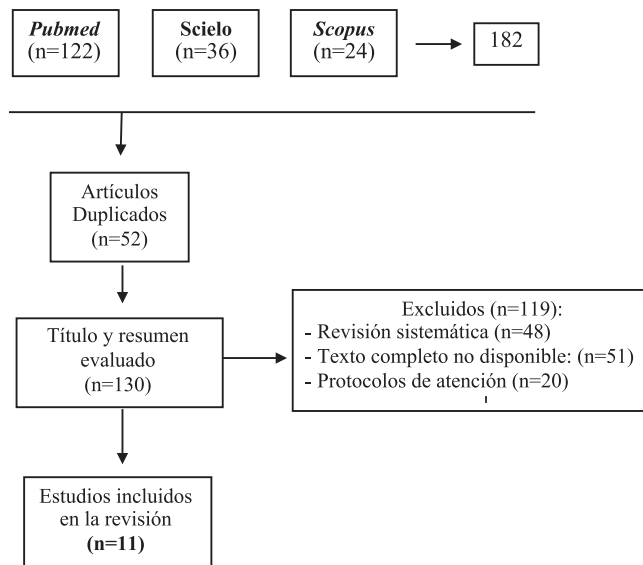 Pubmed
(n=122)
Scielo
(n=36)
Scopus
(n=24)
182
Artículos
Duplicados
(n=52)
Título y resumen
evaluado
(n=130)
Excluidos (n=119):
- Revisión sistemática (n=48)
- Texto completo no disponible: (n=51)
- Protocolos de atención (n=20)
Estudios incluidos
en la revisión
(n=11)